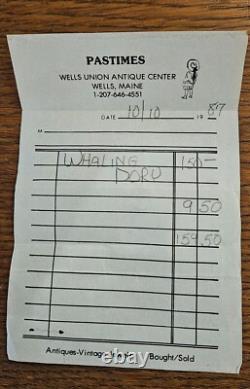 PASTIMES
WELLS UNION ANTIQUE CENTER
WELLS, MAINE
1-207-646-4551
DATE 10/10 19 87
M
WHALING 150-
DORY
9.50
159.50
Antiques-Vintage Bought/Sold